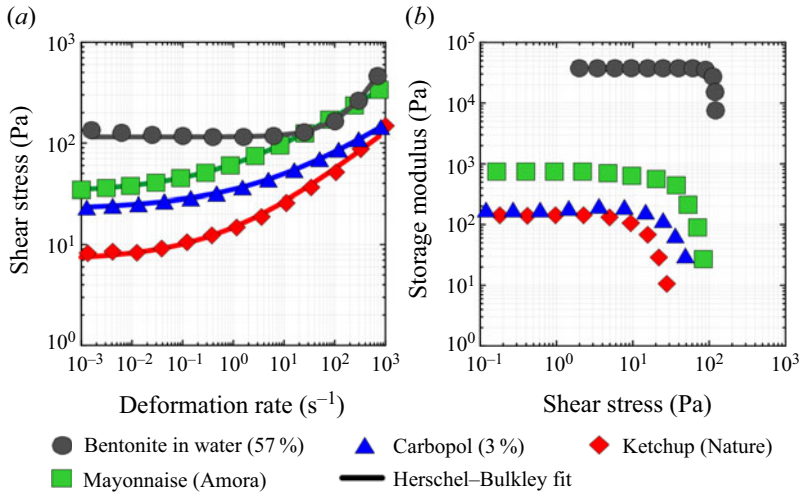 (a)
(b)
10³
10²
10¹
10⁰
Shear stress (Pa)
10⁻³ 10⁻² 10⁻¹ 10⁰ 10¹ 10² 10³
Deformation rate (s⁻¹)
10⁵
10⁴
10³
10²
10¹
10⁰
Storage modulus (Pa)
10⁻¹ 10⁰ 10¹ 10² 10³
Shear stress (Pa)
Bentonite in water (57 %) Carbopol (3 %) Ketchup (Nature)
Mayonnaise (Amora) Herschel–Bulkley fit